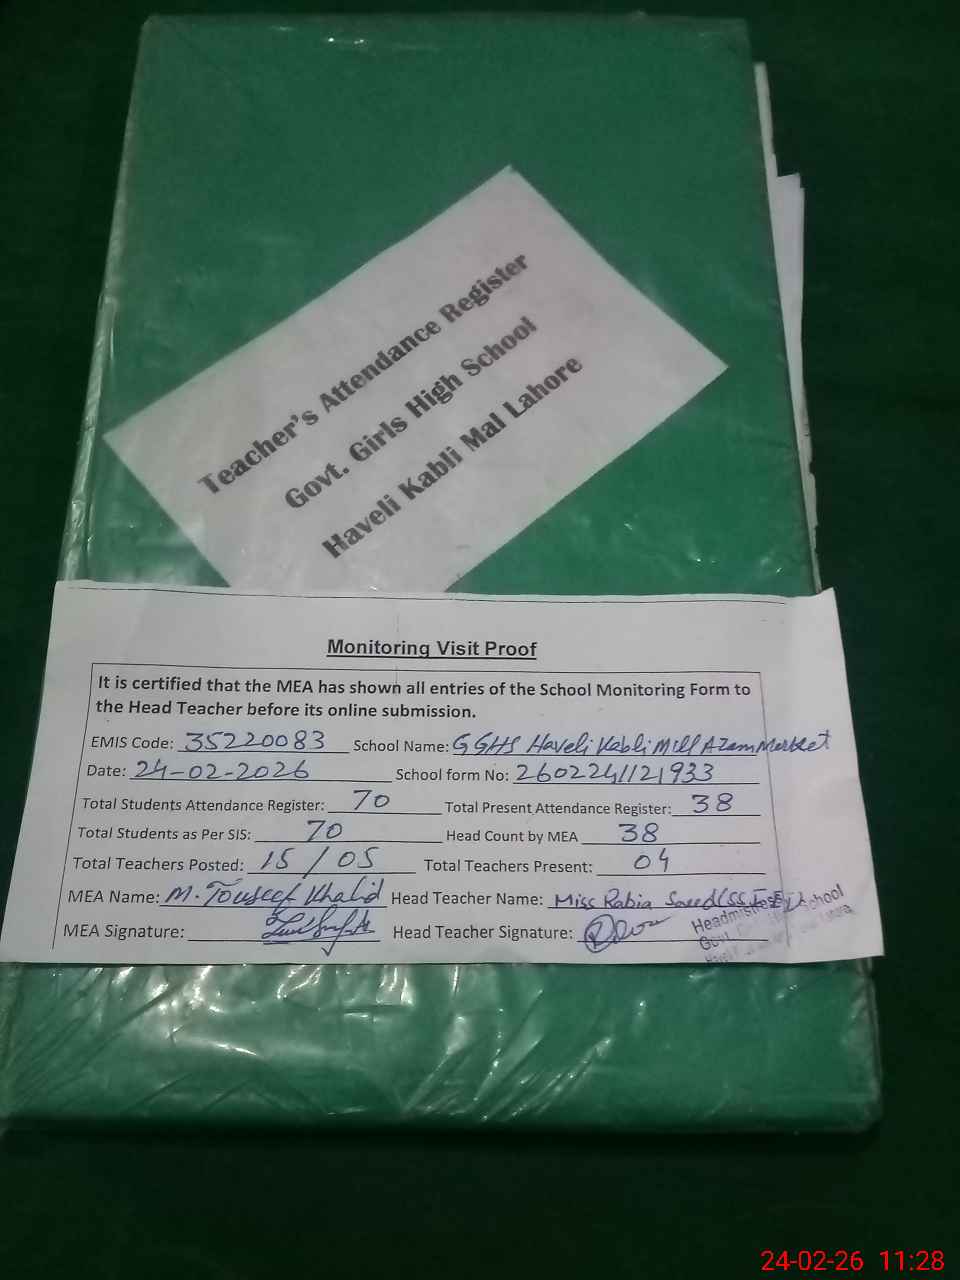 Teacher's Attendance Register
Govt. Girls High School
Haveli Kabli Mal Lahore
Monitoring Visit Proof
It is certified that the MEA has shown all entries of the School Monitoring Form to
the Head Teacher before its online submission.
EMIS Code: 35220083 School Name: GGHS Haveli Kabli Mill Azam Market
Date: 24-02-2026 School form No: 260224112933
Total Students Attendance Register: 70 Total Present Attendance Register: 38
Total Students as Per SIS: 70 Head Count by MEA 38
Total Teachers Posted: 15/05 Total Teachers Present: 04
MEA Name: M. Touseef Khalid Head Teacher Name: Miss Rabia Saeed
MEA Signature: Head Teacher Signature:
Headmistress
Govt. School
24-02-26 11:28